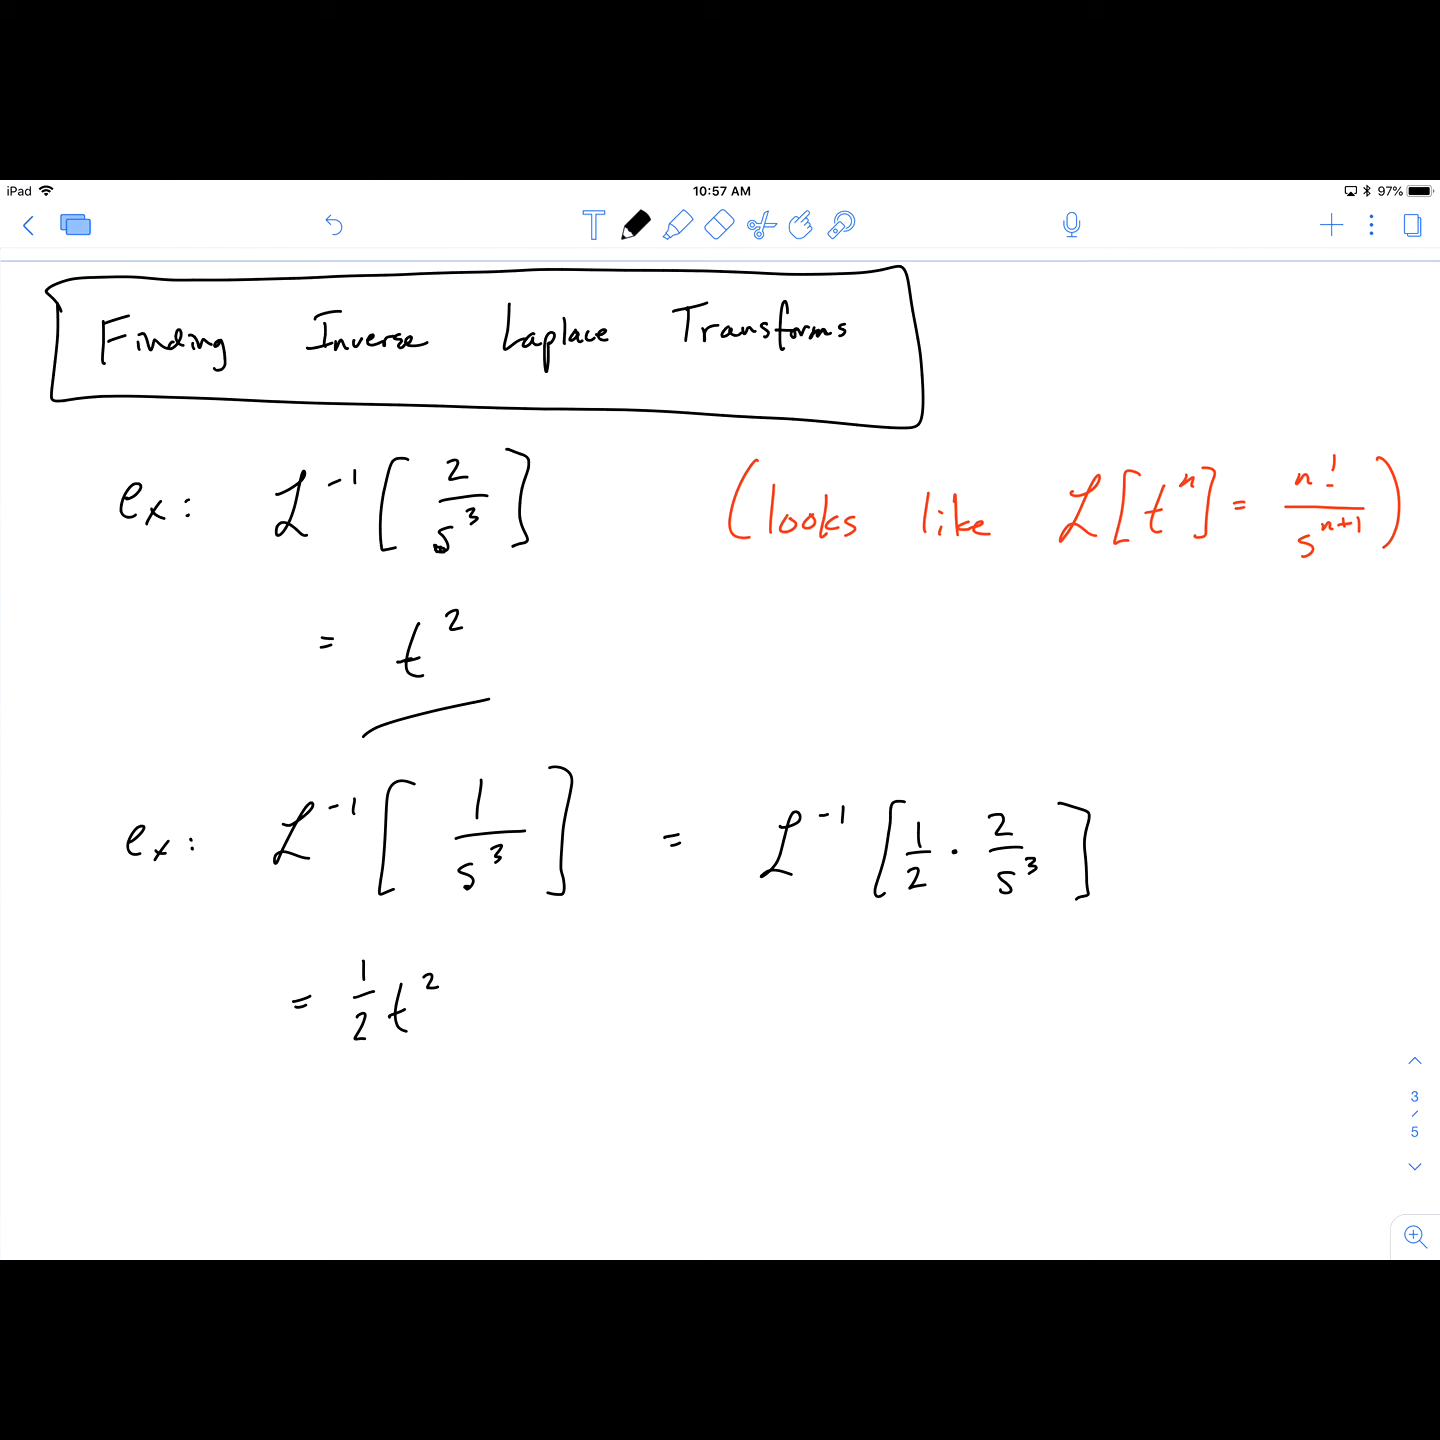 iPad 10:57 AM 97%
T
Finding Inverse Laplace Transforms
ex: ℒ⁻¹[2/s³] (looks like ℒ[tⁿ] = n!/sⁿ⁺¹)
= t²
ex: ℒ⁻¹[1/s³] = ℒ⁻¹[1/2 · 2/s³]
= 1/2 t²
3
/
5